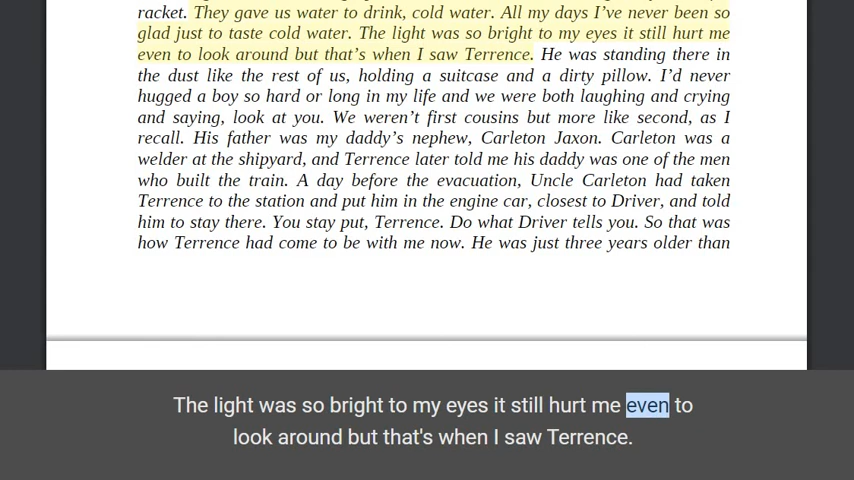 racket. They gave us water to drink, cold water. All my days I’ve never been so
glad just to taste cold water. The light was so bright to my eyes it still hurt me
even to look around but that’s when I saw Terrence. He was standing there in
the dust like the rest of us, holding a suitcase and a dirty pillow. I’d never
hugged a boy so hard or long in my life and we were both laughing and crying
and saying, look at you. We weren’t first cousins but more like second, as I
recall. His father was my daddy’s nephew, Carleton Jaxon. Carleton was a
welder at the shipyard, and Terrence later told me his daddy was one of the men
who built the train. A day before the evacuation, Uncle Carleton had taken
Terrence to the station and put him in the engine car, closest to Driver, and told
him to stay there. You stay put, Terrence. Do what Driver tells you. So that was
how Terrence had come to be with me now. He was just three years older than
The light was so bright to my eyes it still hurt me even to
look around but that's when I saw Terrence.